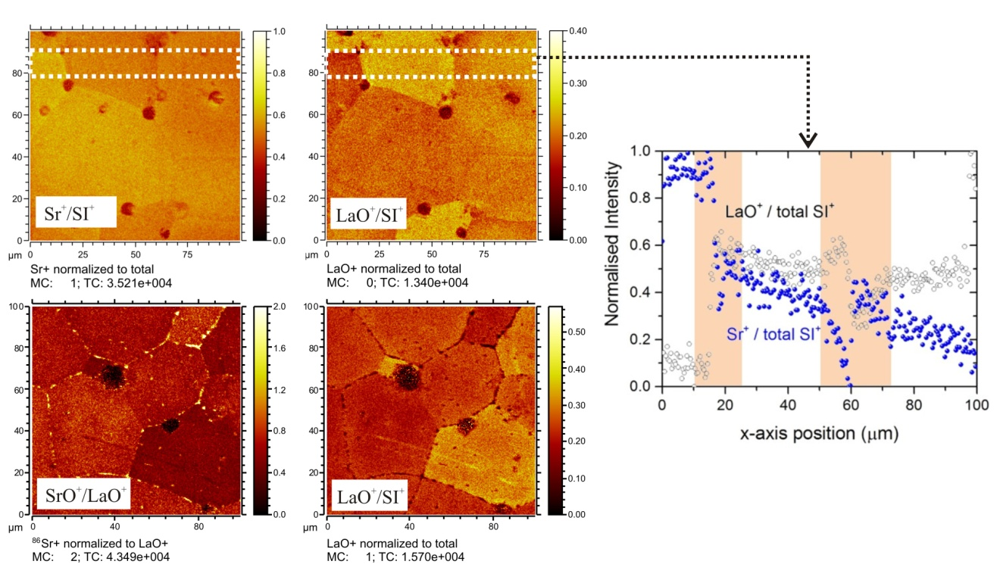 1.0
0.8
0.6
0.4
0.2
0.0
80
60
40
20
0
0 25 50 75
µm
Sr⁺/SI⁺
Sr+ normalized to total
MC: 1; TC: 3.521e+004
0.40
0.30
0.20
0.10
0.00
80
60
40
20
0
0 25 50 75
µm
LaO⁺/SI⁺
LaO+ normalized to total
MC: 0; TC: 1.340e+004
100
80
60
40
20
0
0 40 80
µm
2.0
1.6
1.2
0.8
0.4
0.0
SrO⁺/LaO⁺
⁸⁶Sr+ normalized to LaO+
MC: 2; TC: 4.349e+004
100
80
60
40
20
0
0 40 80
µm
0.50
0.40
0.30
0.20
0.10
0.00
LaO⁺/SI⁺
LaO+ normalized to total
MC: 1; TC: 1.570e+004
Normalised Intensity
1.0
0.8
0.6
0.4
0.2
0.0
LaO⁺ / total SI⁺
Sr⁺ / total SI⁺
0 20 40 60 80 100
x-axis position (µm)